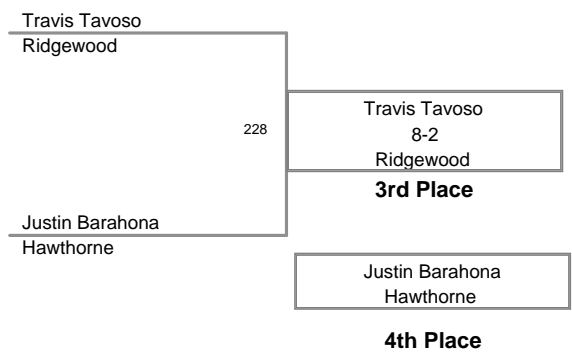 Travis Tavoso
Ridgewood
228
Travis Tavoso
8-2
Ridgewood
3rd Place
Justin Barahona
Hawthorne
Justin Barahona
Hawthorne
4th Place